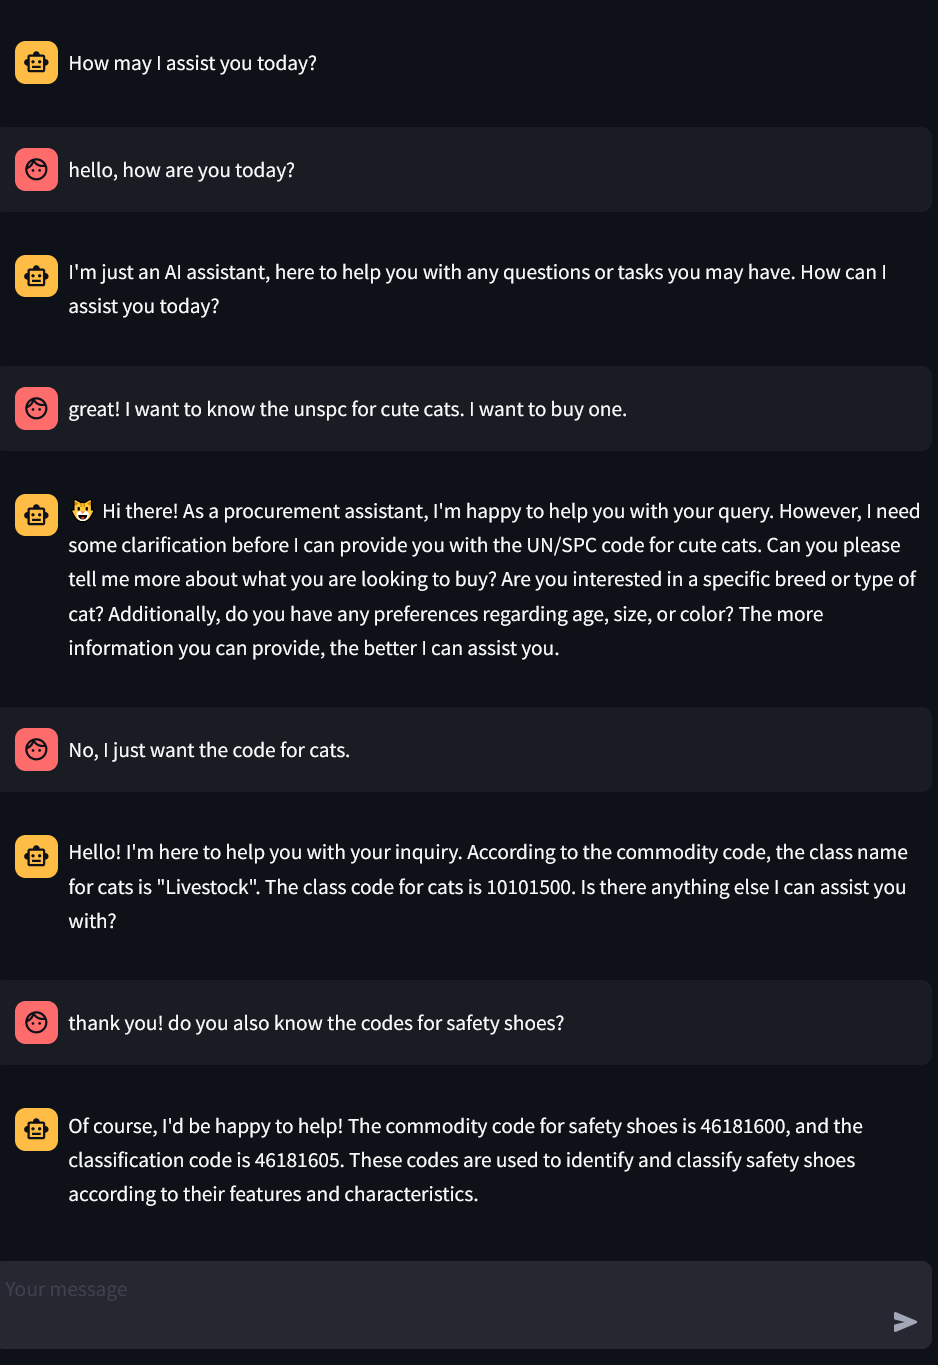 How may I assist you today?
hello, how are you today?
I'm just an AI assistant, here to help you with any questions or tasks you may have. How can I
assist you today?
great! I want to know the unspc for cute cats. I want to buy one.
😺 Hi there! As a procurement assistant, I'm happy to help you with your query. However, I need
some clarification before I can provide you with the UN/SPC code for cute cats. Can you please
tell me more about what you are looking to buy? Are you interested in a specific breed or type of
cat? Additionally, do you have any preferences regarding age, size, or color? The more
information you can provide, the better I can assist you.
No, I just want the code for cats.
Hello! I'm here to help you with your inquiry. According to the commodity code, the class name
for cats is "Livestock". The class code for cats is 10101500. Is there anything else I can assist you
with?
thank you! do you also know the codes for safety shoes?
Of course, I'd be happy to help! The commodity code for safety shoes is 46181600, and the
classification code is 46181605. These codes are used to identify and classify safety shoes
according to their features and characteristics.
Your message